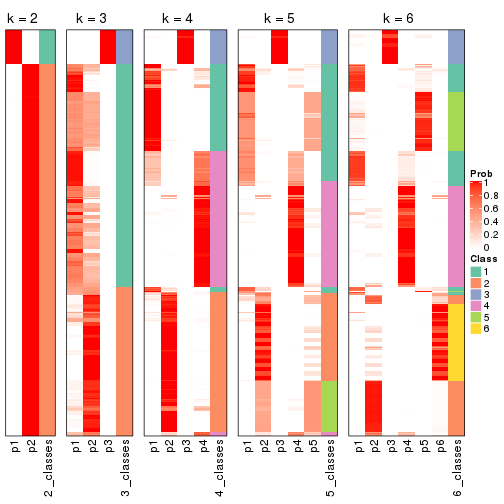 k = 2
k = 3
k = 4
k = 5
k = 6
Prob
1
0.8
0.6
0.4
0.2
0
Class
1
2
3
4
5
6
p1
p2
2_classes
p1
p2
p3
3_classes
p1
p2
p3
p4
4_classes
p1
p2
p3
p4
p5
5_classes
p1
p2
p3
p4
p5
p6
6_classes